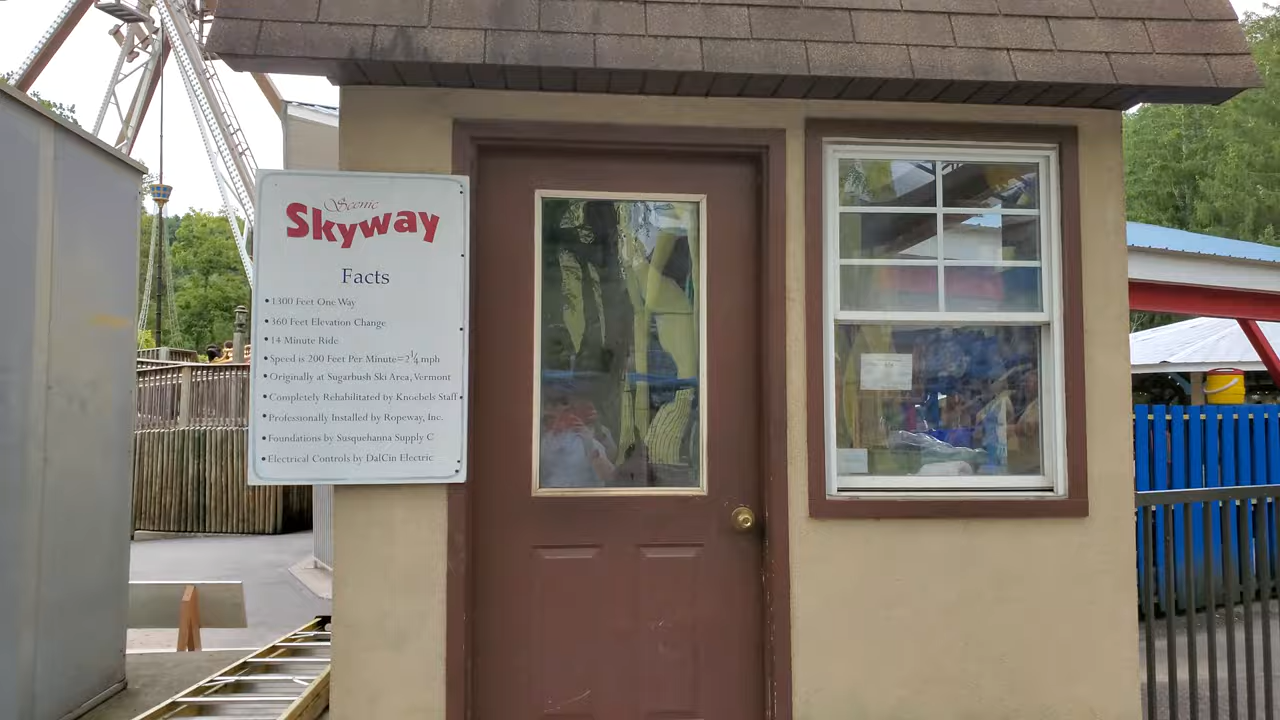 Scenic
Skyway
Facts
• 1300 Feet One Way
• 360 Feet Elevation Change
• 14 Minute Ride
• Speed is 200 Feet Per Minute=2¼ mph
• Originally at Sugarbush Ski Area, Vermont
• Completely Rehabilitated by Knoebels Staff
• Professionally Installed by Ropeway, Inc.
• Foundations by Susquehanna Supply C
• Electrical Controls by DalCin Electric